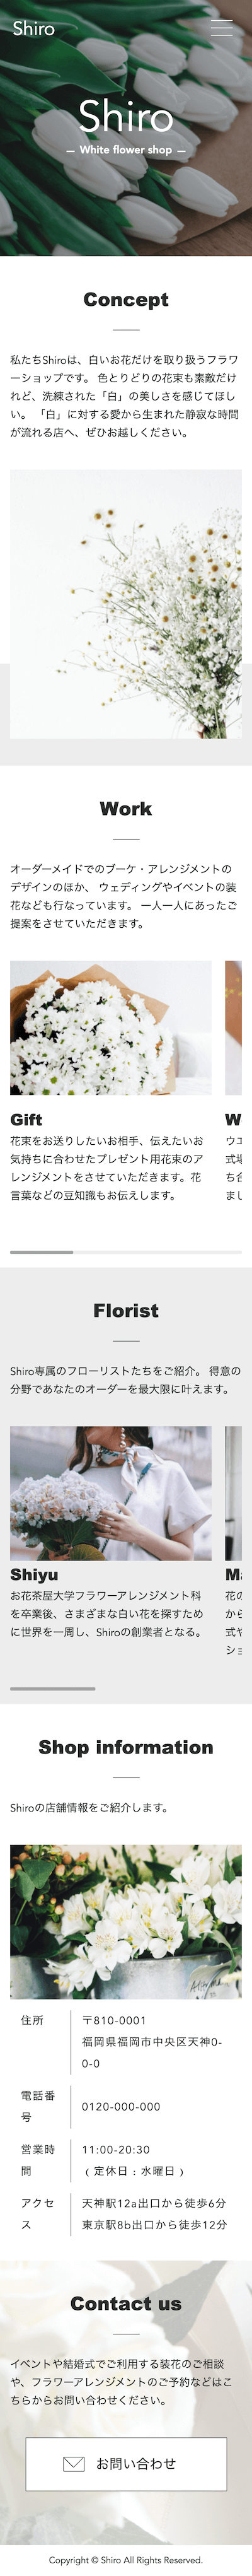 Shiro
Shiro
White flower shop
Concept
私たちShiroは、白いお花だけを取り扱うフラワ
ーショップです。 色とりどりの花束も素敵だけ
れど、洗練された「白」の美しさを感じてほし
い。 「白」に対する愛から生まれた静寂な時間
が流れる店へ、ぜひお越しください。
Work
オーダーメイドでのブーケ・アレンジメントの
デザインのほか、 ウェディングやイベントの装
花なども行なっています。 一人一人にあったご
提案をさせていただきます。
Gift
花束をお送りしたいお相手、伝えたいお
気持ちに合わせたプレゼント用花束のア
レンジメントをさせていただきます。花
言葉などの豆知識もお伝えします。
W
ウエ
式場
ち合
まし
Florist
Shiro専属のフローリストたちをご紹介。 得意の
分野であなたのオーダーを最大限に叶えます。
Shiyu
お花茶屋大学フラワーアレンジメント科
を卒業後、さまざまな白い花を探すため
に世界を一周し、Shiroの創業者となる。
Ma
花の
から
式や
ショ
Shop information
Shiroの店舗情報をご紹介します。
住所
〒810-0001
福岡県福岡市中央区天神0-
0-0
電話番
号
0120-000-000
営業時
間
11:00-20:30
( 定休日 : 水曜日 )
アクセ
ス
天神駅12a出口から徒歩6分
東京駅8b出口から徒歩12分
Contact us
イベントや結婚式でご利用する装花のご相談
や、フラワーアレンジメントのご予約などはこ
ちらからお問い合わせください。
お問い合わせ
Copyright © Shiro All Rights Reserved.